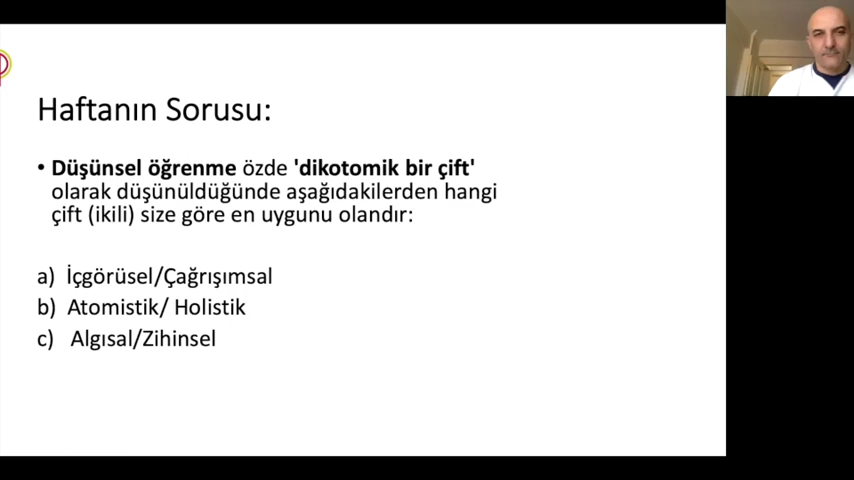 Haftanın Sorusu:
• Düşünsel öğrenme özde 'dikotomik bir çift'
olarak düşünüldüğünde aşağıdakilerden hangi
çift (ikili) size göre en uygunu olandır:
a) İçgörüsel/Çağrışımsal
b) Atomistik/ Holistik
c) Algısal/Zihinsel